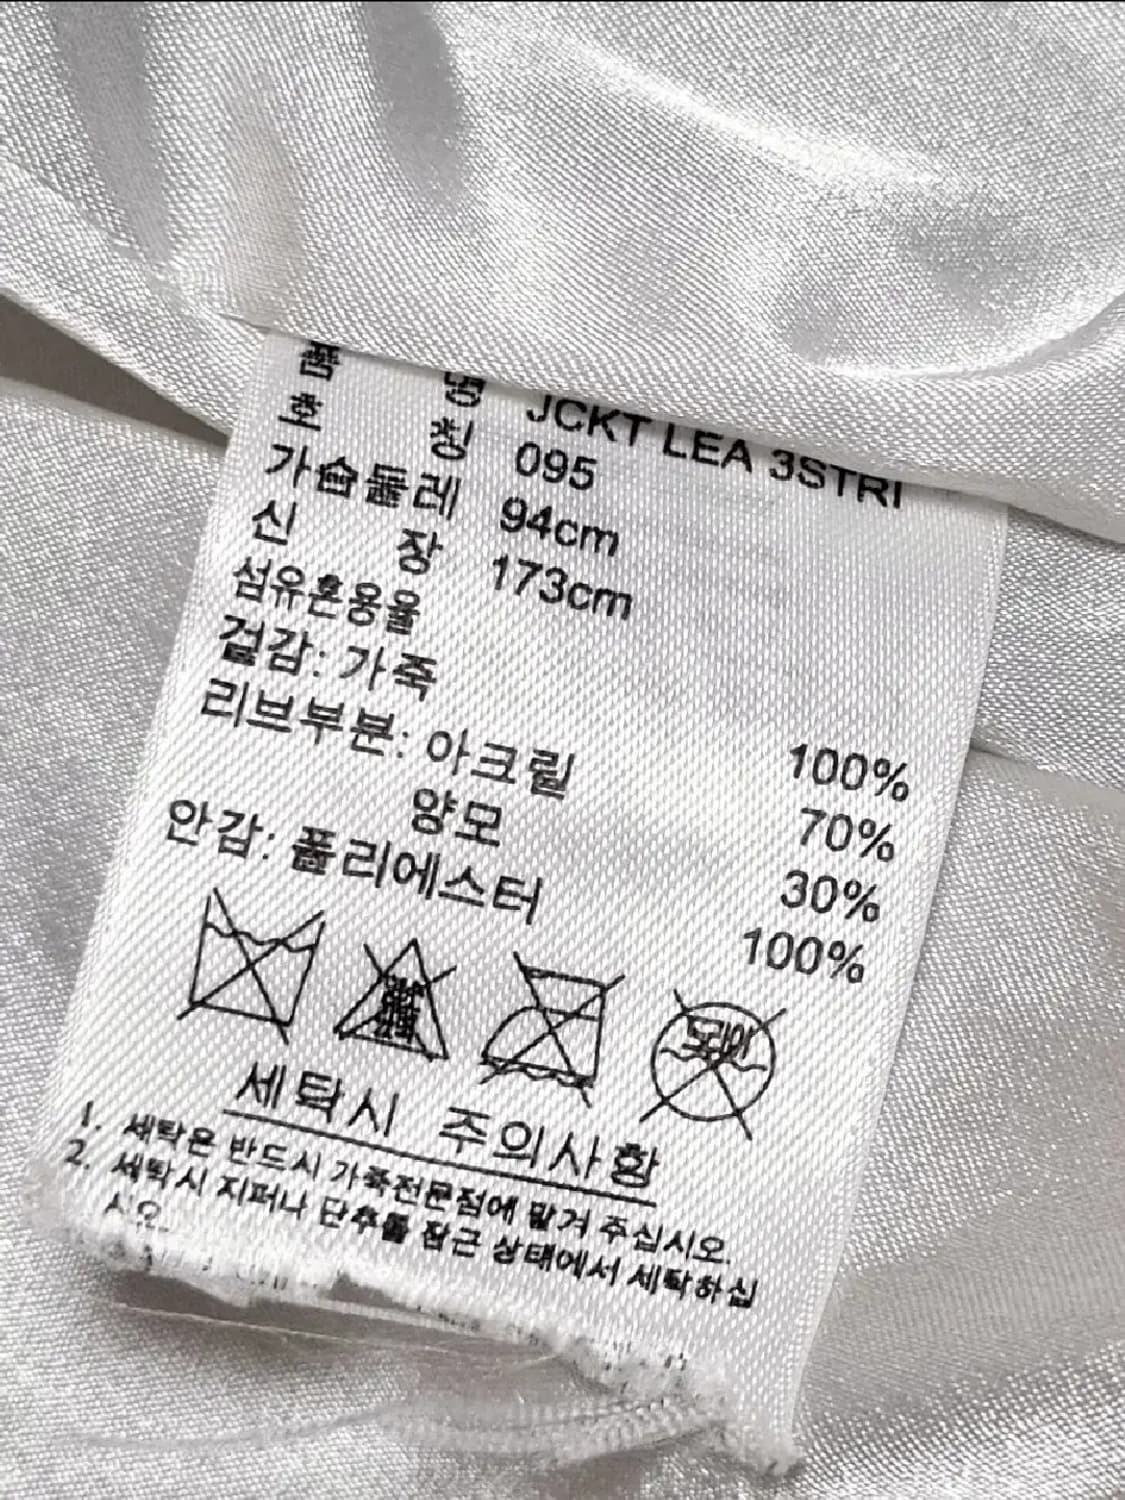 품 명 JCKT LEA 3STRI
호 칭 095
가슴둘레 94cm
신 장 173cm
섬유혼용율
겉감: 가죽 100%
리브부분: 아크릴 70%
양모 30%
안감: 폴리에스터 100%
드라이
세탁시 주의사항
1. 세탁은 반드시 가죽전문점에 맡겨 주십시오.
2. 세탁시 지퍼나 단추를 잠근 상태에서 세탁하십
시오.